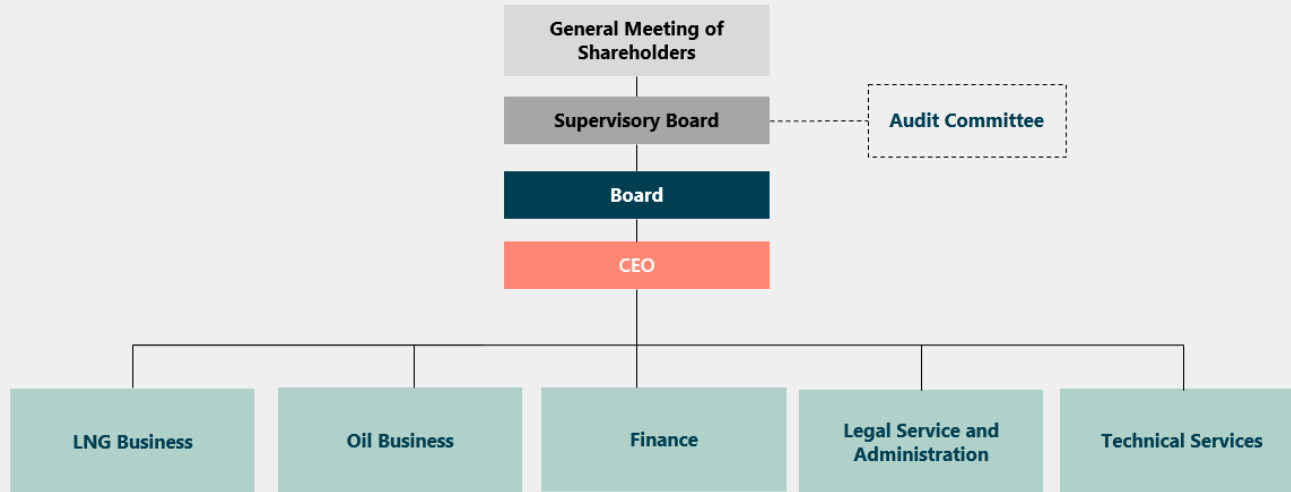 General Meeting of
Shareholders
Supervisory Board
Audit Committee
Board
CEO
LNG Business
Oil Business
Finance
Legal Service and
Administration
Technical Services